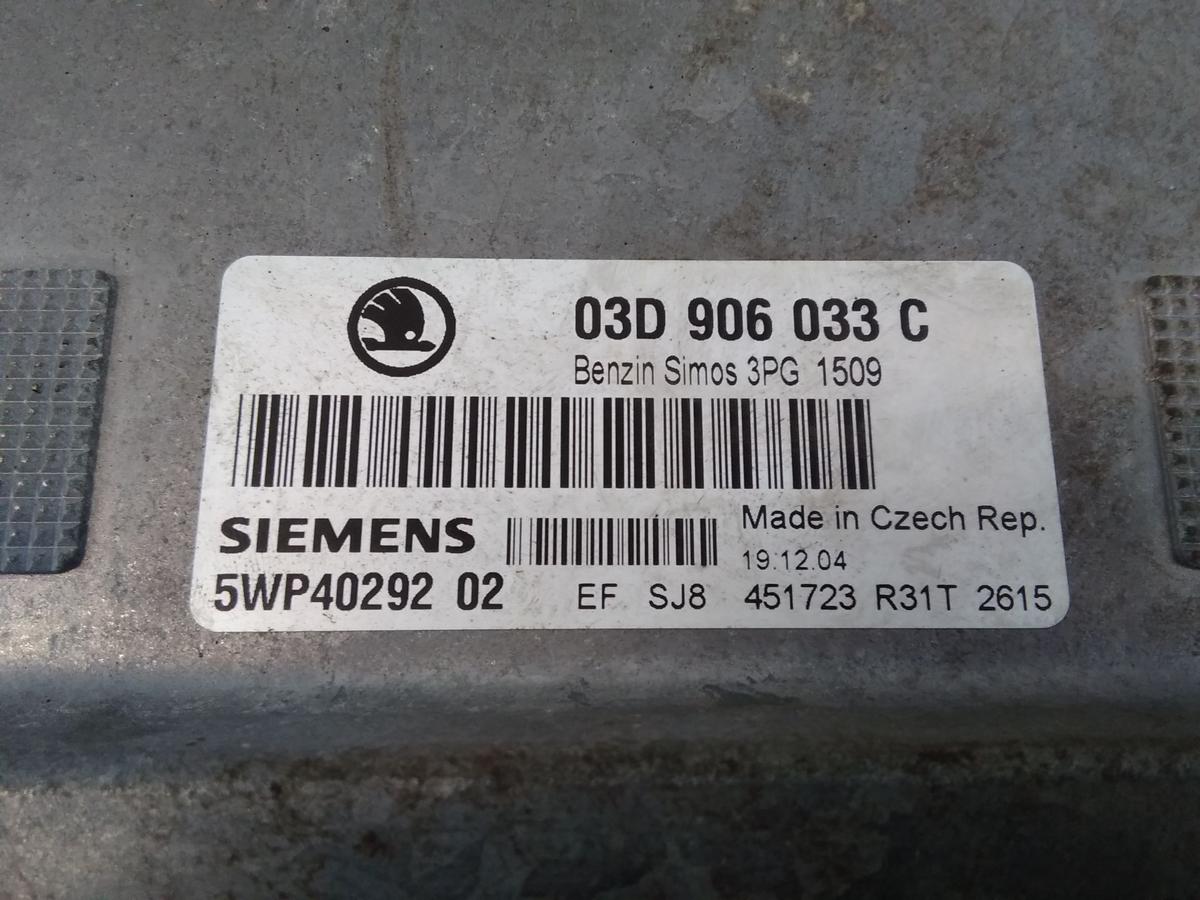 03D 906 033 C
Benzin Simos 3PG 1509
SIEMENS
Made in Czech Rep.
19.12.04
5WP40292 02 EF SJ8 451723 R31T 2615